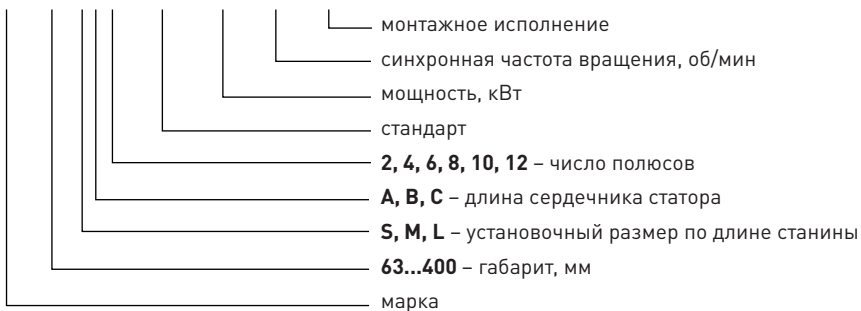 монтажное исполнение
синхронная частота вращения, об/мин
мощность, кВт
стандарт
2, 4, 6, 8, 10, 12 – число полюсов
A, B, C – длина сердечника статора
S, M, L – установочный размер по длине станины
63...400 – габарит, мм
марка